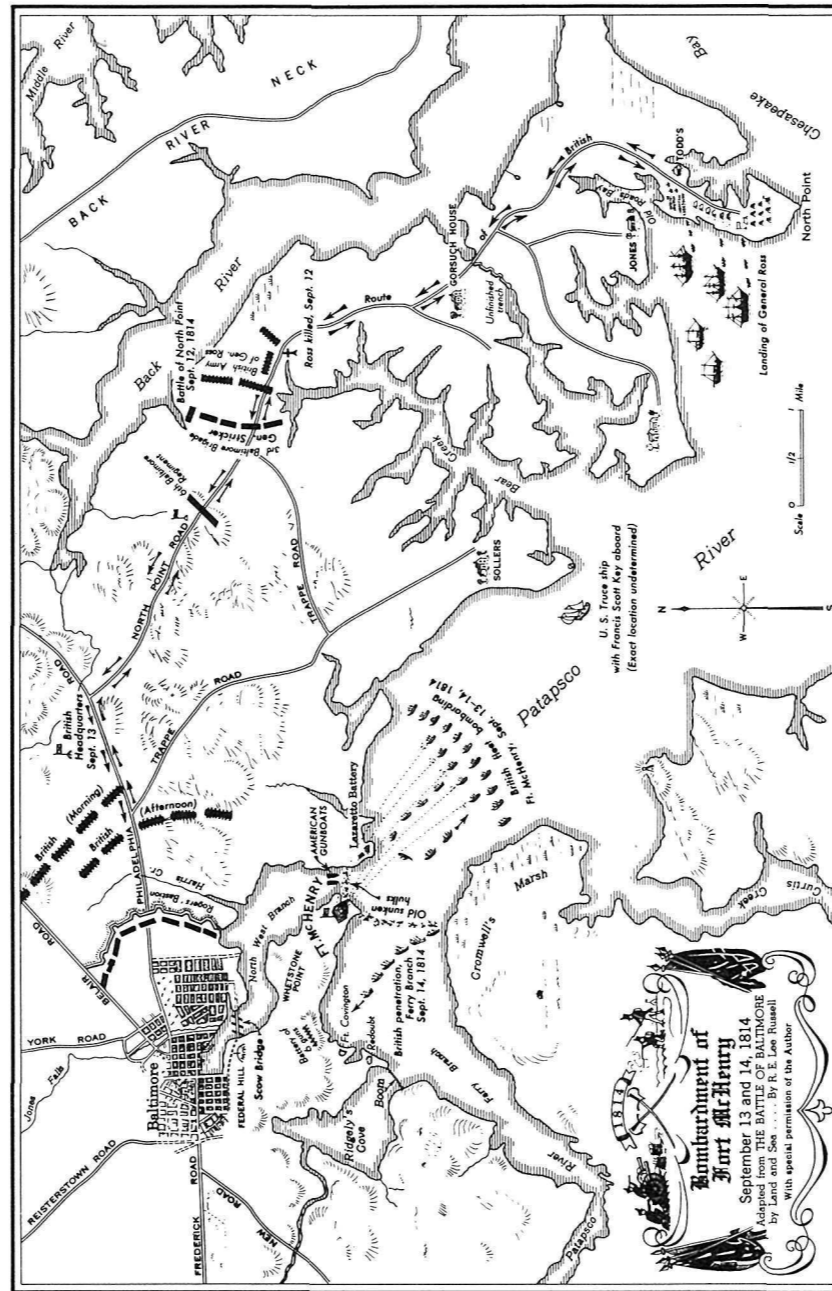 Middle River
BACK RIVER NECK
Chesapeake Bay
Back River
Battle of North Point
Sept. 12, 1814
British Army
of Gen. Ross
Ross killed, Sept. 12
Gen. Stricker
3rd Baltimore Brigade
6th Baltimore
Regiment
Route of British
GORSUCH HOUSE
Unfinished
trench
TODD'S
JONES
Old Roads Bay
North Point
Landing of General Ross
Scale 0 1/2 1 Mile
Bear Creek
SOLLERS
NORTH POINT ROAD
TRAPPE ROAD
TRAPPE ROAD
U. S. Truce ship
with Francis Scott Key aboard
(Exact location undetermined)
Patapsco River
N
W E
S
British
Headquarters
Sept. 13
British (Morning)
British (Afternoon)
PHILADELPHIA ROAD
BELAIR ROAD
Harris Cr.
Rogers' Bastion
YORK ROAD
Jones Falls
REISTERSTOWN ROAD
Baltimore
FREDERICK ROAD
NEW ROAD
FEDERAL HILL
Scow Bridge
North West Branch
AMERICAN
GUNBOATS
Lazaretto Battery
FT. McHENRY
Old sunken
hulks
WHETSTONE
POINT
Battery of
guns
British fleet bombarding
Ft. McHenry, Sept. 13-14, 1814
British penetration,
Ferry Branch
Sept. 14, 1814
Ft. Covington
Redoubt
Boom
Ridgely's
Cove
Ferry Branch
Patapsco River
Cromwell's Marsh
Curtis Creek
1814
Bombardment of
Fort McHenry
September 13 and 14, 1814
Adapted from THE BATTLE OF BALTIMORE
by Land and Sea .... By R. E. Lee Russell
With special permission of the Author